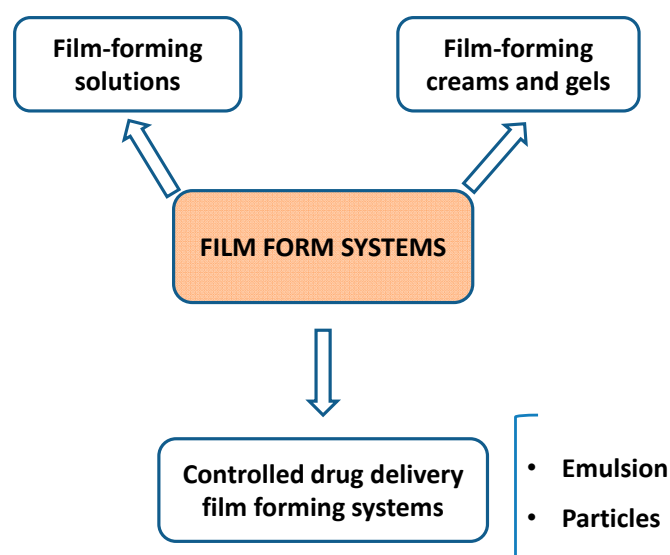 Film-forming
solutions
Film-forming
creams and gels
FILM FORM SYSTEMS
Controlled drug delivery
film forming systems
• Emulsion
• Particles